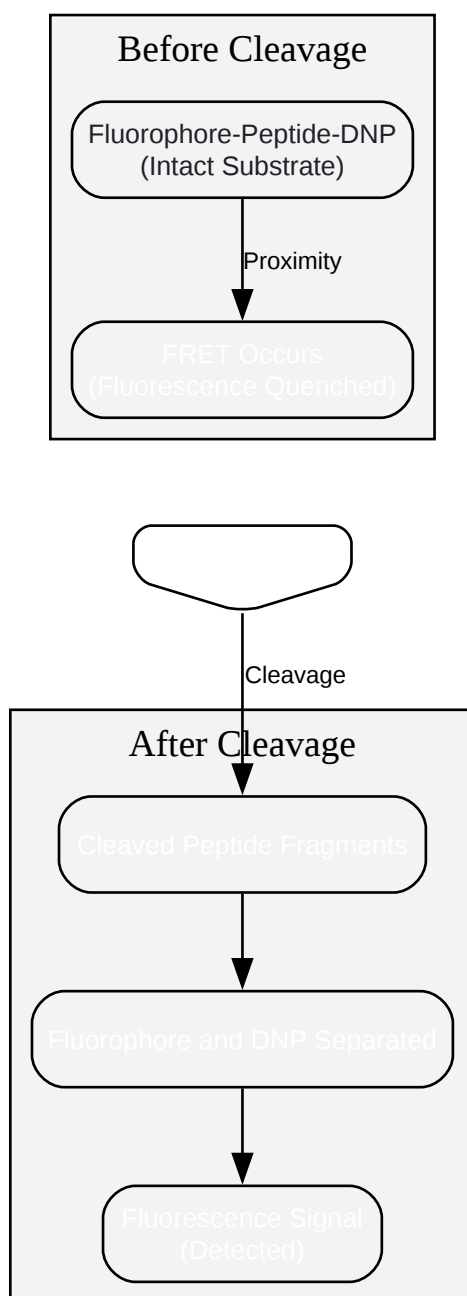 Before Cleavage
Fluorophore-Peptide-DNP
(Intact Substrate)
Proximity
FRET Occurs
(Fluorescence Quenched)
Cleavage
After Cleavage
Cleaved Peptide Fragments
Fluorophore and DNP Separated
Fluorescence Signal
(Detected)